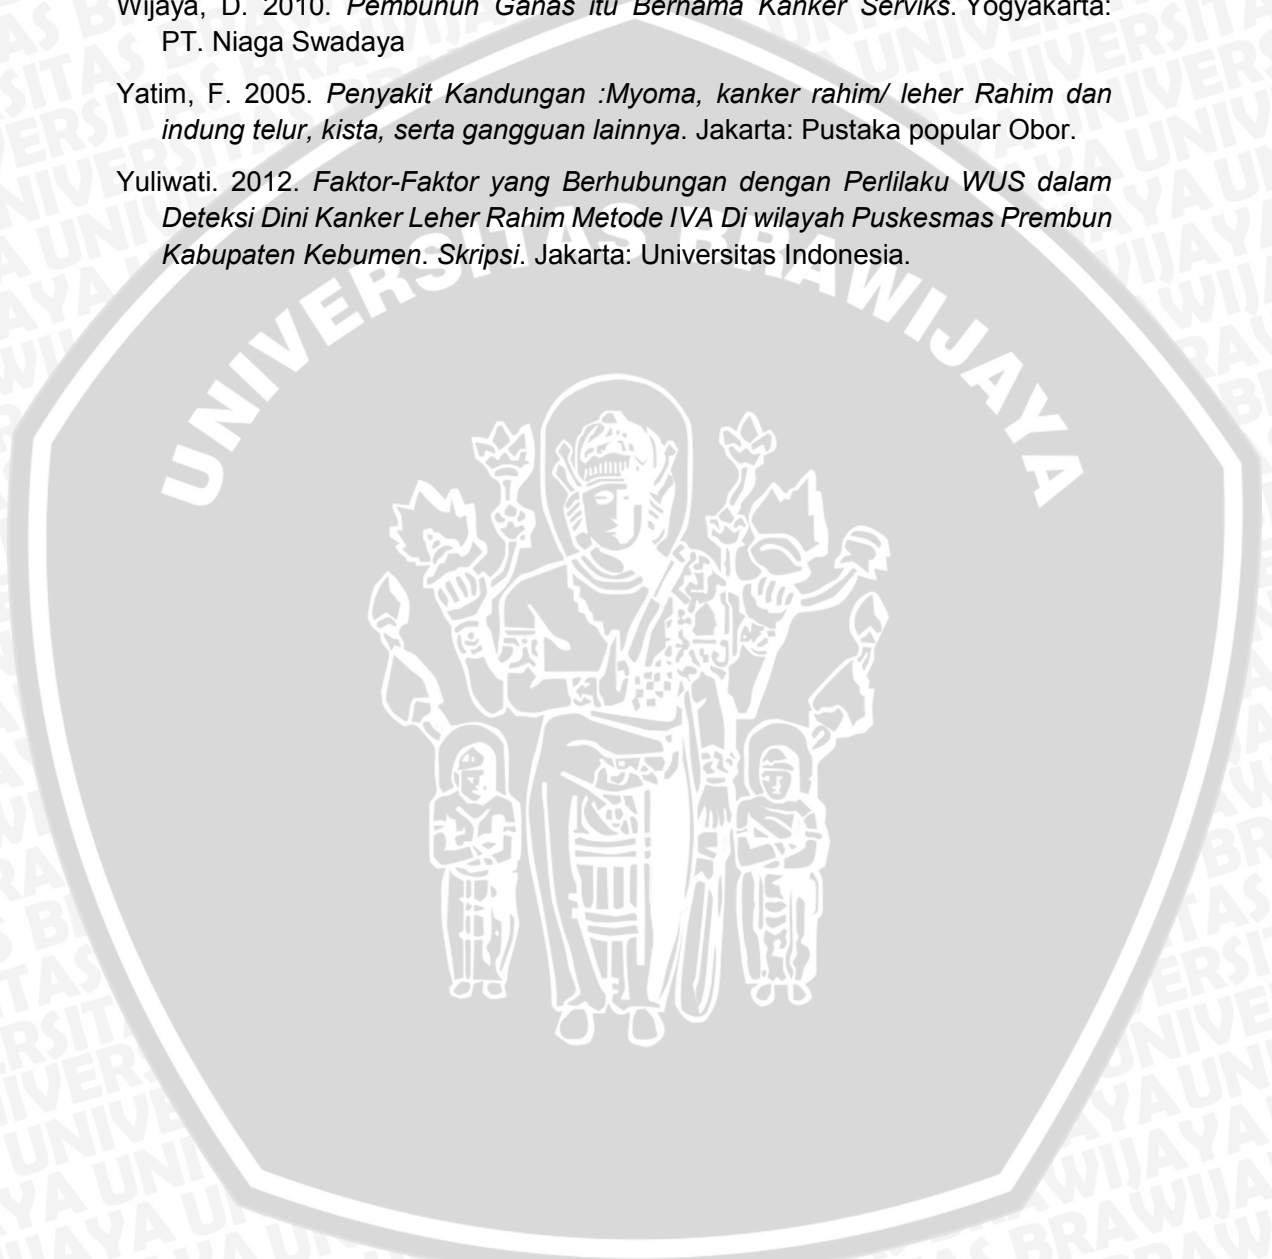 Wijaya, D. 2010. Pembunuh Ganas Itu Bernama Kanker Serviks. Yogyakarta:
PT. Niaga Swadaya
Yatim, F. 2005. Penyakit Kandungan :Myoma, kanker rahim/ leher Rahim dan
indung telur, kista, serta gangguan lainnya. Jakarta: Pustaka popular Obor.
Yuliwati. 2012. Faktor-Faktor yang Berhubungan dengan Perlilaku WUS dalam
Deteksi Dini Kanker Leher Rahim Metode IVA Di wilayah Puskesmas Prembun
Kabupaten Kebumen. Skripsi. Jakarta: Universitas Indonesia.
UNIVERSITAS BRAWIJAYA